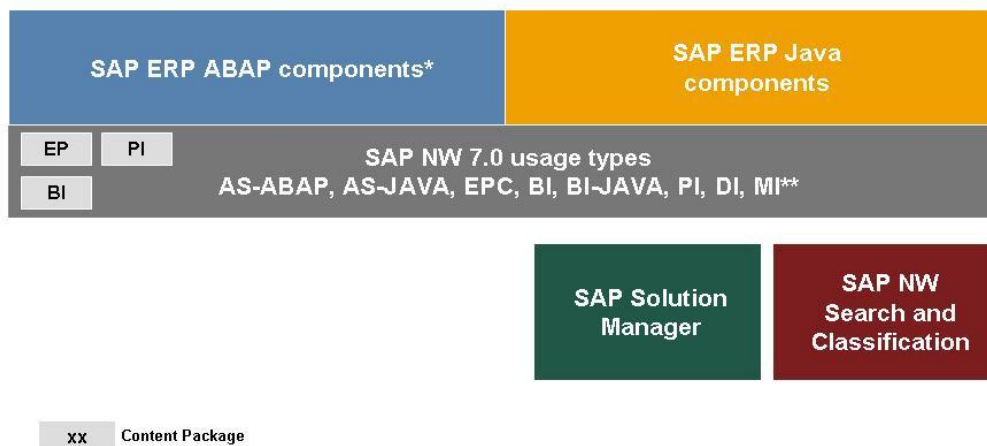 SAP ERP ABAP components*
SAP ERP Java
components
EP
PI
BI
SAP NW 7.0 usage types
AS-ABAP, AS-JAVA, EPC, BI, BI-JAVA, PI, DI, MI**
SAP Solution
Manager
SAP NW
Search and
Classification
xx
Content Package